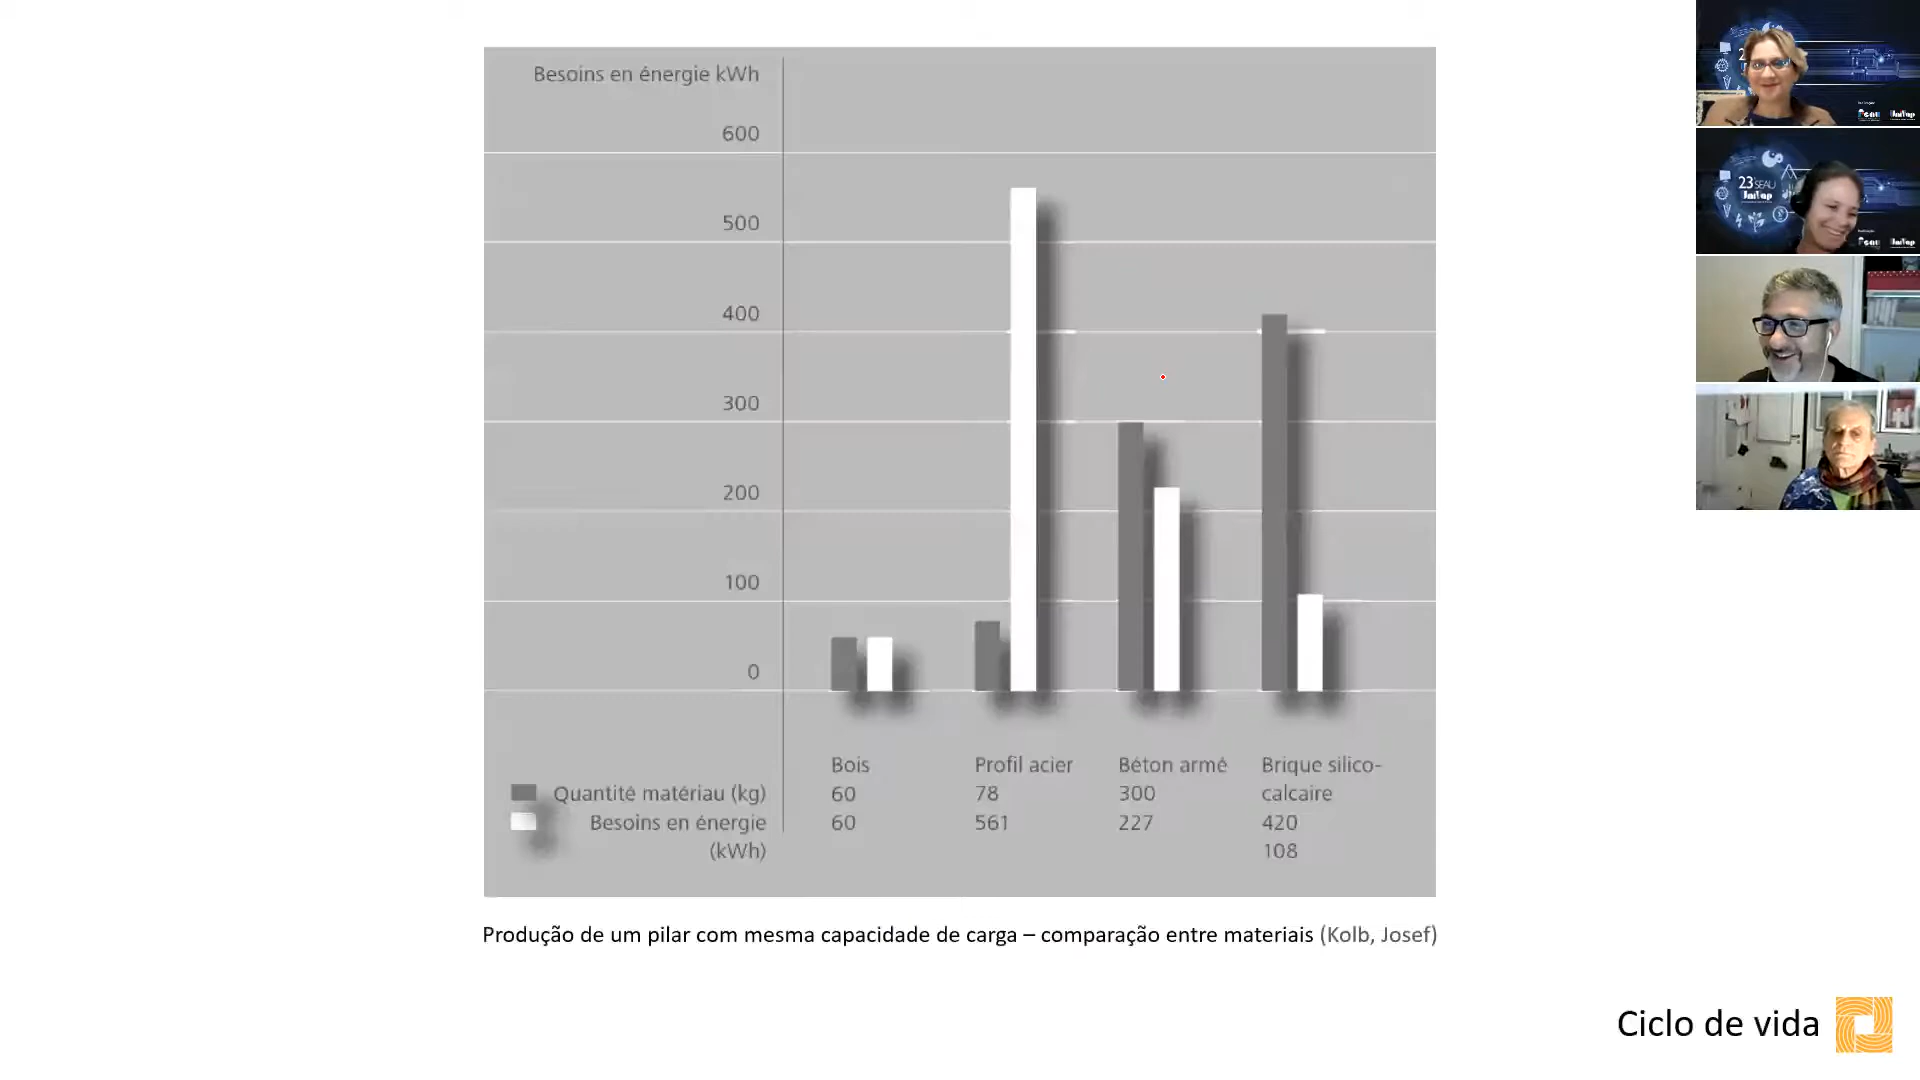 Besoins en énergie kWh
600
500
400
300
200
100
0
Bois
Profil acier
Béton armé
Brique silico-
calcaire
Quantité matériau (kg)
60
78
300
420
Besoins en énergie
(kWh)
60
561
227
108
Produção de um pilar com mesma capacidade de carga – comparação entre materiais (Kolb, Josef)
Ciclo de vida
23ªSEAU
UniTop